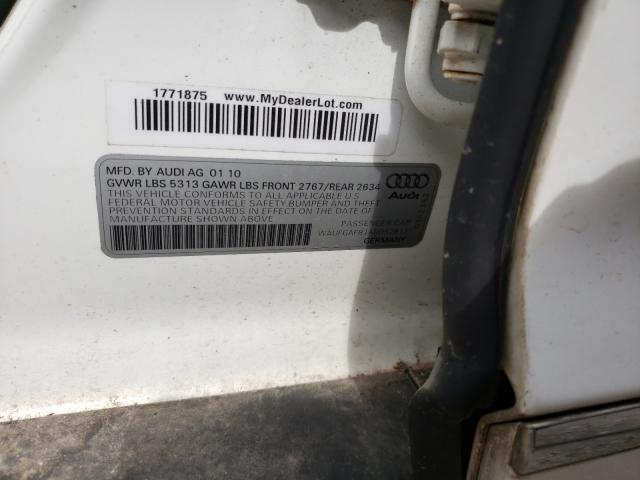 1771875 www.MyDealerLot.com
MFD. BY AUDI AG 01 10
GVWR LBS 5313 GAWR LBS FRONT 2767/REAR 2634
THIS VEHICLE CONFORMS TO ALL APPLICABLE U.S
FEDERAL MOTOR VEHICLE SAFETY BUMPER AND THEFT
PREVENTION STANDARDS IN EFFECT ON THE DATE OF
MANUFACTURE SHOWN ABOVE
Audi
PASSENGER CAR
GERMANY